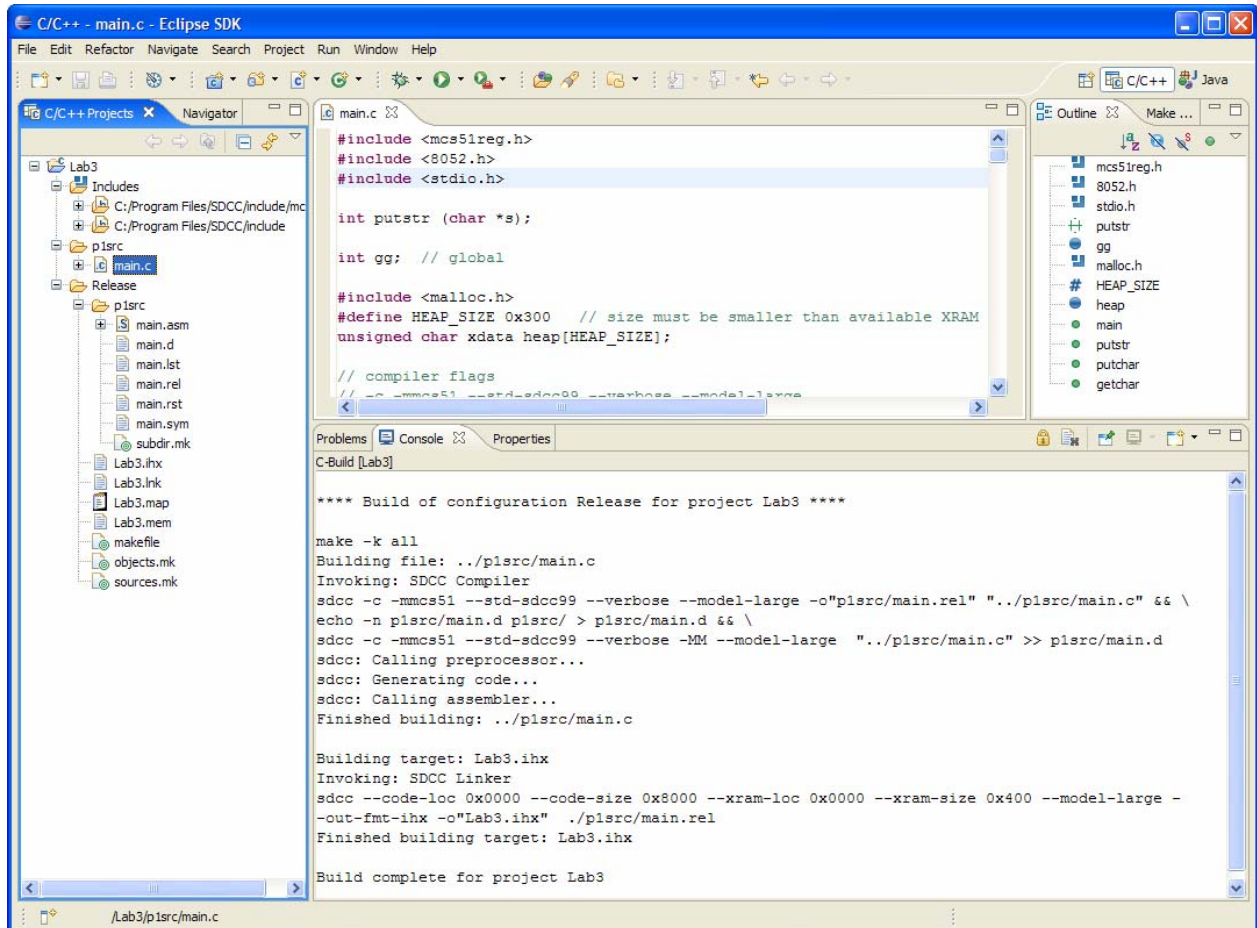 C/C++ - main.c - Eclipse SDK
File Edit Refactor Navigate Search Project Run Window Help
C/C++ Java
C/C++ Projects Navigator
Lab3
Includes
C:/Program Files/SDCC/include/mc
C:/Program Files/SDCC/include
p1src
main.c
Release
p1src
main.asm
main.d
main.lst
main.rel
main.rst
main.sym
subdir.mk
Lab3.ihx
Lab3.lnk
Lab3.map
Lab3.mem
makefile
objects.mk
sources.mk
main.c
#include <mcs51reg.h>
#include <8052.h>
#include <stdio.h>
int putstr (char *s);
int gg; // global
#include <malloc.h>
#define HEAP_SIZE 0x300 // size must be smaller than available XRAM
unsigned char xdata heap[HEAP_SIZE];
// compiler flags
// -c -mmcs51 --std-sdcc99 --verbose --model-large
Outline Make ...
mcs51reg.h
8052.h
stdio.h
putstr
gg
malloc.h
# HEAP_SIZE
heap
main
putstr
putchar
getchar
Problems Console Properties
C-Build [Lab3]
**** Build of configuration Release for project Lab3 ****
make -k all
Building file: ../p1src/main.c
Invoking: SDCC Compiler
sdcc -c -mmcs51 --std-sdcc99 --verbose --model-large -o"p1src/main.rel" "../p1src/main.c" && \
echo -n p1src/main.d p1src/ > p1src/main.d && \
sdcc -c -mmcs51 --std-sdcc99 --verbose -MM --model-large "../p1src/main.c" >> p1src/main.d
sdcc: Calling preprocessor...
sdcc: Generating code...
sdcc: Calling assembler...
Finished building: ../p1src/main.c
Building target: Lab3.ihx
Invoking: SDCC Linker
sdcc --code-loc 0x0000 --code-size 0x8000 --xram-loc 0x0000 --xram-size 0x400 --model-large -
-out-fmt-ihx -o"Lab3.ihx" ./p1src/main.rel
Finished building target: Lab3.ihx
Build complete for project Lab3
/Lab3/p1src/main.c